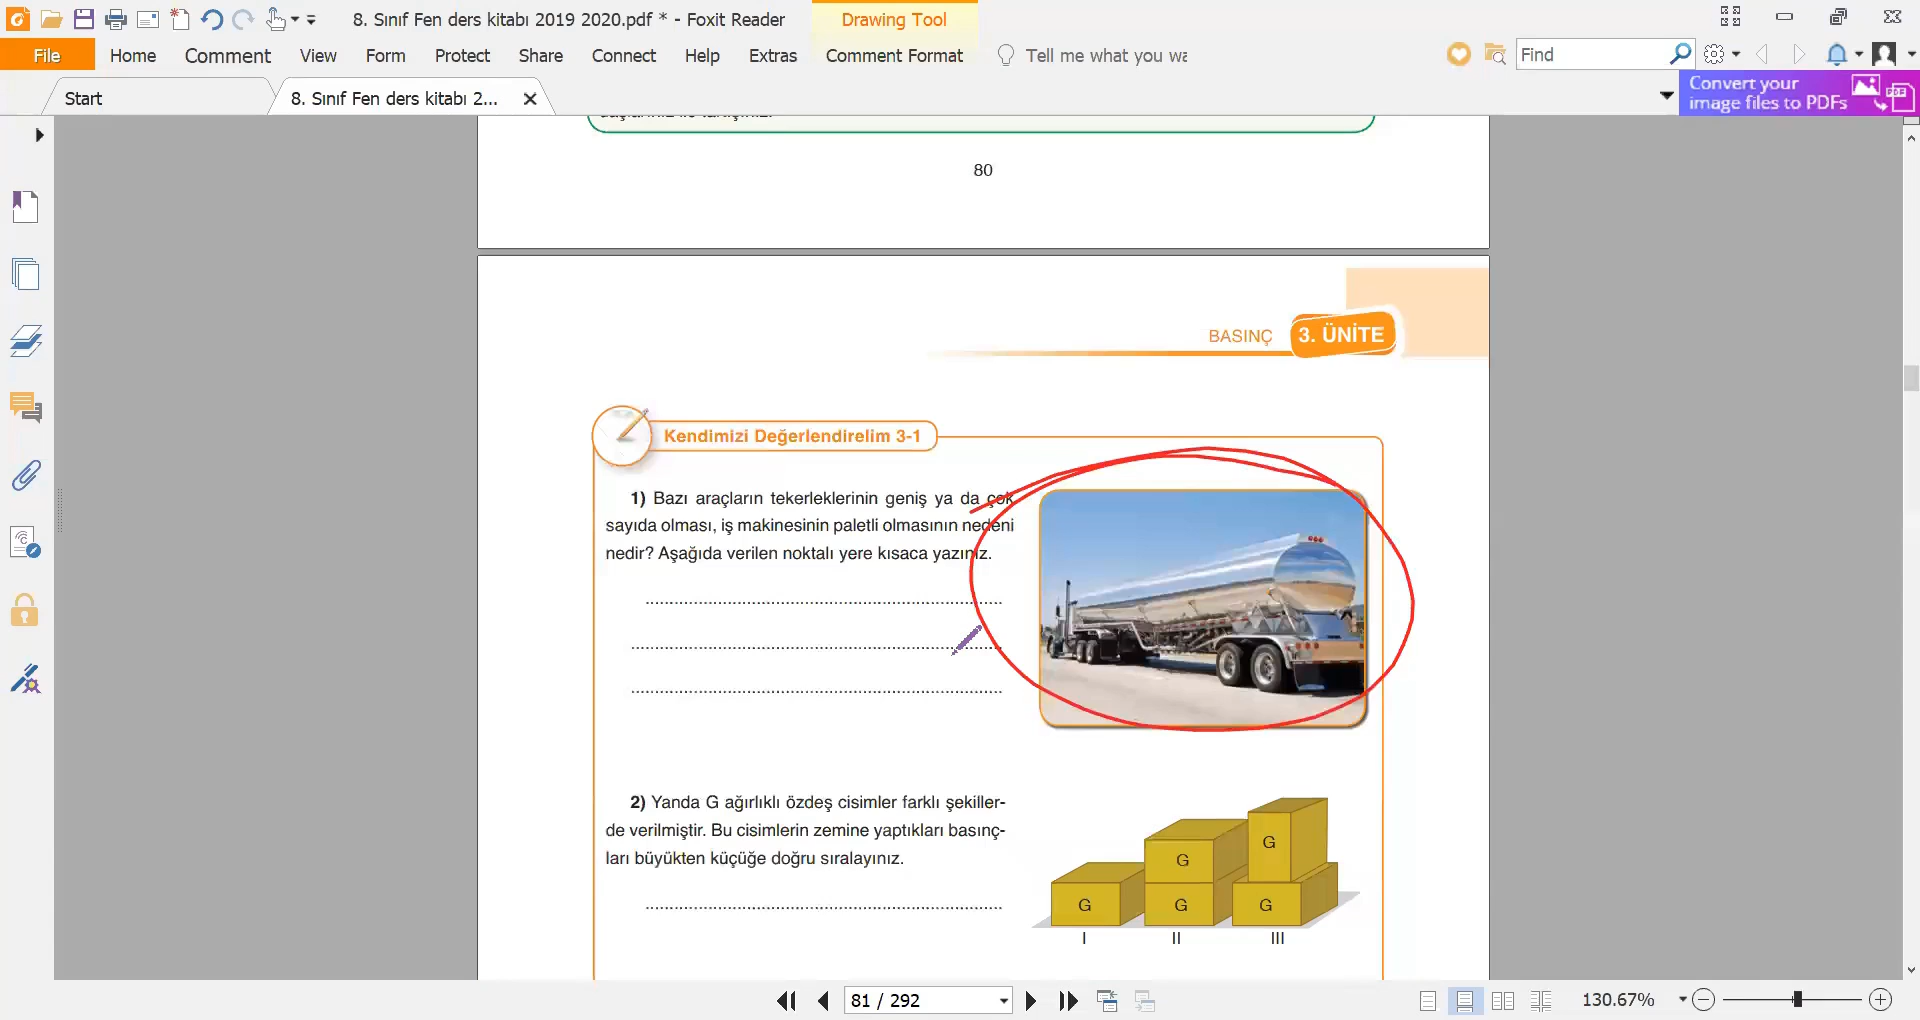 8. Sınıf Fen ders kitabı 2019 2020.pdf * - Foxit Reader
Drawing Tool
File
Home
Comment
View
Form
Protect
Share
Connect
Help
Extras
Comment Format
Tell me what you wa
Find
Start
8. Sınıf Fen ders kitabı 2...
Convert your
image files to PDFs
PDF
80
BASINÇ
3. ÜNİTE
Kendimizi Değerlendirelim 3-1
1) Bazı araçların tekerleklerinin geniş ya da çok
sayıda olması, iş makinesinin paletli olmasının nedeni
nedir? Aşağıda verilen noktalı yere kısaca yazınız.
2) Yanda G ağırlıklı özdeş cisimler farklı şekiller-
de verilmiştir. Bu cisimlerin zemine yaptıkları basınç-
ları büyükten küçüğe doğru sıralayınız.
G
G
G
G
G
I
II
III
81 / 292
130.67%